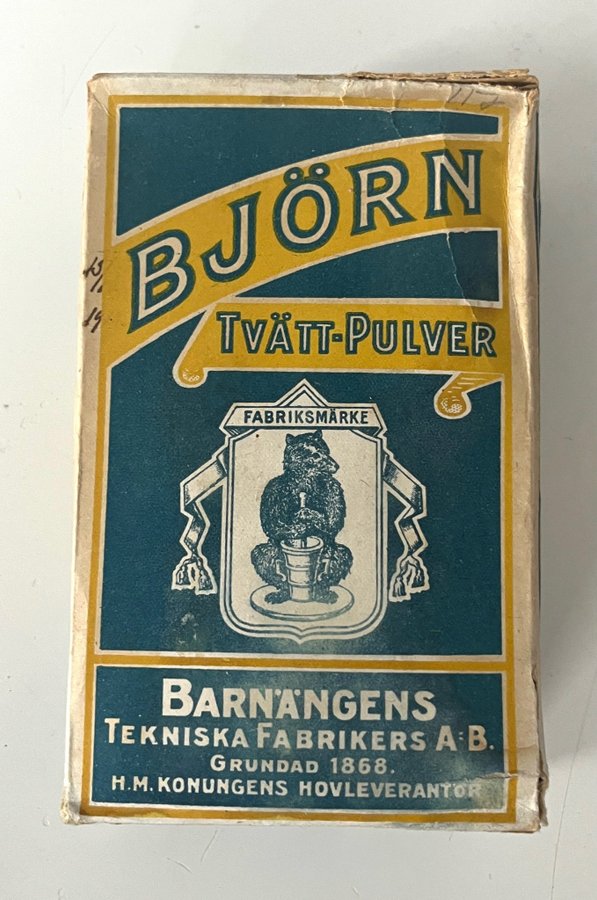 BJÖRN
TVÄTT-PULVER
FABRIKSMÄRKE
BARNÄNGENS
TEKNISKA FABRIKERS A:B.
GRUNDAD 1868.
H.M. KONUNGENS HOVLEVERANTÖR